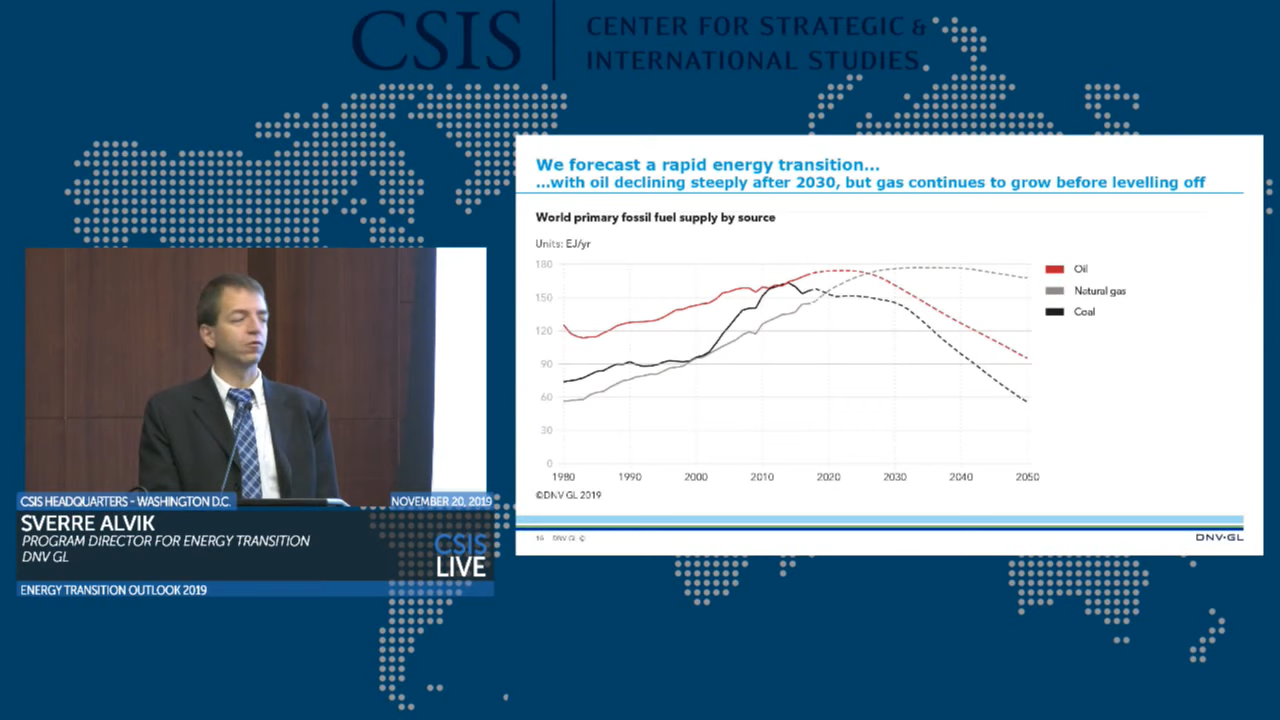 CSIS
CENTER FOR STRATEGIC &
INTERNATIONAL STUDIES
We forecast a rapid energy transition...
...with oil declining steeply after 2030, but gas continues to grow before levelling off
World primary fossil fuel supply by source
Units: EJ/yr
180
150
120
90
60
30
0
1980 1990 2000 2010 2020 2030 2040 2050
Oil
Natural gas
Coal
©DNV GL 2019
16 DNV GL ©
DNV·GL
CSIS HEADQUARTERS - WASHINGTON D.C.
NOVEMBER 20, 2019
SVERRE ALVIK
PROGRAM DIRECTOR FOR ENERGY TRANSITION
DNV GL
CSIS
LIVE
ENERGY TRANSITION OUTLOOK 2019